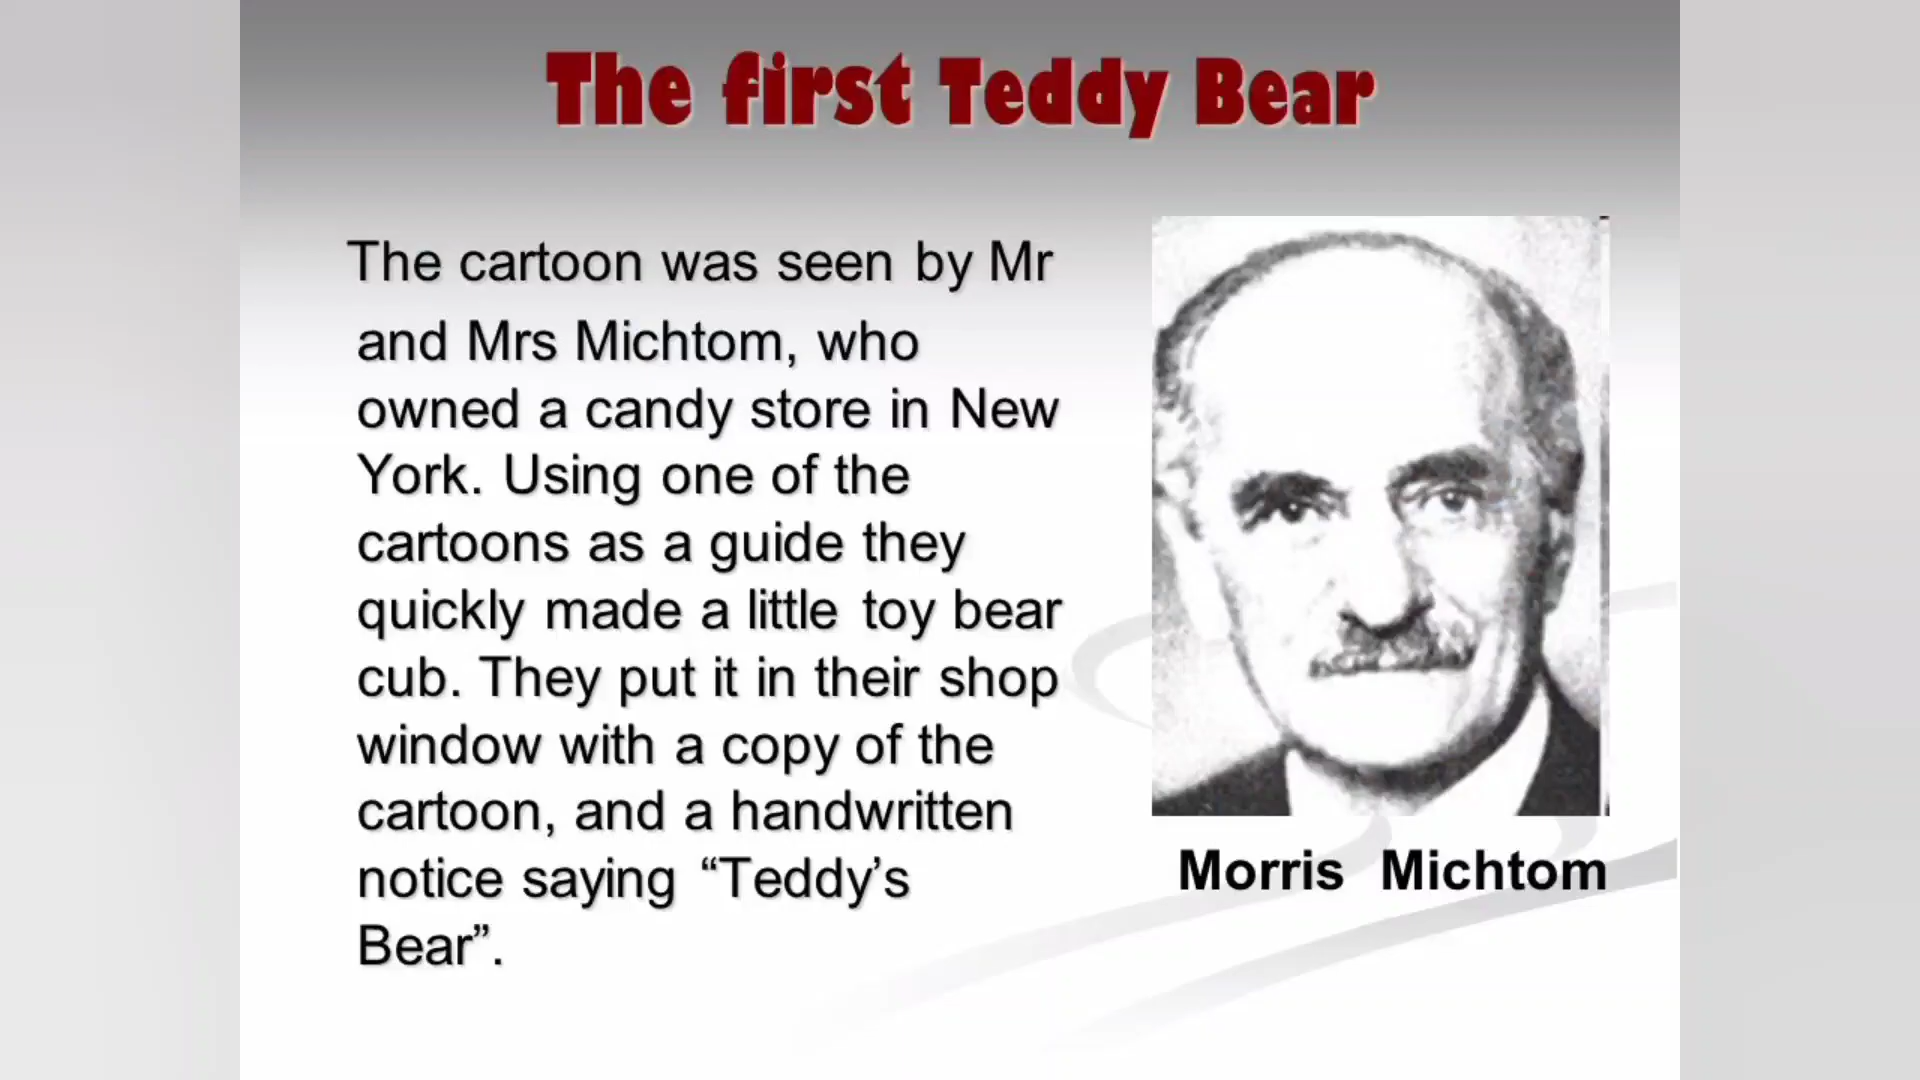 The first Teddy Bear
The cartoon was seen by Mr
and Mrs Michtom, who
owned a candy store in New
York. Using one of the
cartoons as a guide they
quickly made a little toy bear
cub. They put it in their shop
window with a copy of the
cartoon, and a handwritten
notice saying “Teddy’s
Bear”.
Morris Michtom